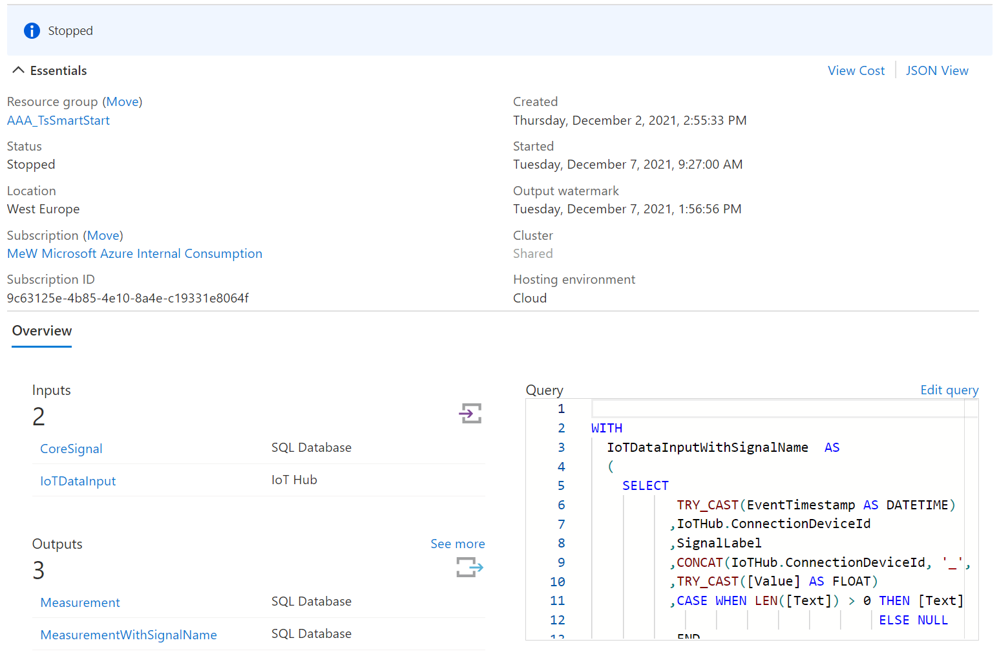 Stopped
Essentials
View Cost
JSON View
Resource group (Move)
AAA_TsSmartStart
Status
Stopped
Location
West Europe
Subscription (Move)
MeW Microsoft Azure Internal Consumption
Subscription ID
9c63125e-4b85-4e10-8a4e-c19331e8064f
Created
Thursday, December 2, 2021, 2:55:33 PM
Started
Tuesday, December 7, 2021, 9:27:00 AM
Output watermark
Tuesday, December 7, 2021, 1:56:56 PM
Cluster
Shared
Hosting environment
Cloud
Overview
Inputs
2
CoreSignal SQL Database
IoTDataInput IoT Hub
Outputs See more
3
Measurement SQL Database
MeasurementWithSignalName SQL Database
Query Edit query
1
2 WITH
3 IoTDataInputWithSignalName AS
4 (
5 SELECT
6 TRY_CAST(EventTimestamp AS DATETIME)
7 ,IoTHub.ConnectionDeviceId
8 ,SignalLabel
9 ,CONCAT(IoTHub.ConnectionDeviceId, '_',
10 ,TRY_CAST([Value] AS FLOAT)
11 ,CASE WHEN LEN([Text]) > 0 THEN [Text]
12 ELSE NULL
13 END